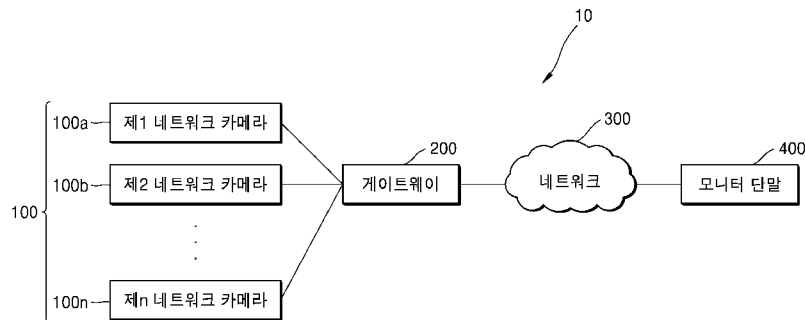 10
100
100a
제1 네트워크 카메라
100b
제2 네트워크 카메라
100n
제n 네트워크 카메라
200
게이트웨이
300
네트워크
400
모니터 단말